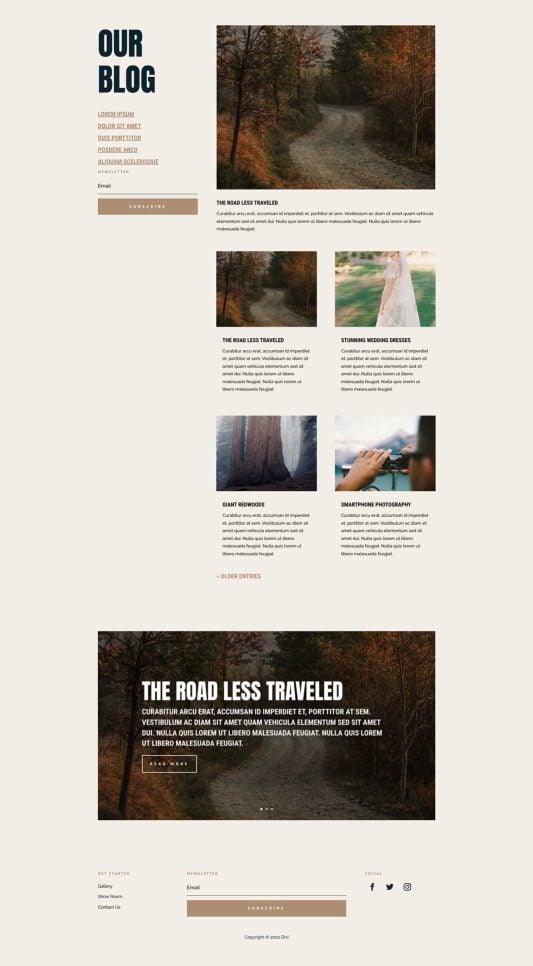 OUR
BLOG
LOREM IPSUM
DOLOR SIT AMET
DUIS PORTTITOR
POSUERE ARCU
ALIQUAM SCELERISQUE
NEWSLETTER
Email
SUBSCRIBE
THE ROAD LESS TRAVELED
Curabitur arcu erat, accumsan id imperdiet et, porttitor at sem. Vestibulum ac diam sit amet quam vehicula
elementum sed sit amet dui. Nulla quis lorem ut libero malesuada feugiat. Nulla quis lorem ut libero
malesuada feugiat.
THE ROAD LESS TRAVELED
Curabitur arcu erat, accumsan id imperdiet
et, porttitor at sem. Vestibulum ac diam sit
amet quam vehicula elementum sed sit
amet dui. Nulla quis lorem ut libero
malesuada feugiat. Nulla quis lorem ut
libero malesuada feugiat.
STUNNING WEDDING DRESSES
Curabitur arcu erat, accumsan id imperdiet
et, porttitor at sem. Vestibulum ac diam sit
amet quam vehicula elementum sed sit
amet dui. Nulla quis lorem ut libero
malesuada feugiat. Nulla quis lorem ut
libero malesuada feugiat.
GIANT REDWOODS
Curabitur arcu erat, accumsan id imperdiet
et, porttitor at sem. Vestibulum ac diam sit
amet quam vehicula elementum sed sit
amet dui. Nulla quis lorem ut libero
malesuada feugiat. Nulla quis lorem ut
libero malesuada feugiat.
SMARTPHONE PHOTOGRAPHY
Curabitur arcu erat, accumsan id imperdiet
et, porttitor at sem. Vestibulum ac diam sit
amet quam vehicula elementum sed sit
amet dui. Nulla quis lorem ut libero
malesuada feugiat. Nulla quis lorem ut
libero malesuada feugiat.
« OLDER ENTRIES
THE ROAD LESS TRAVELED
CURABITUR ARCU ERAT, ACCUMSAN ID IMPERDIET ET, PORTTITOR AT SEM.
VESTIBULUM AC DIAM SIT AMET QUAM VEHICULA ELEMENTUM SED SIT AMET
DUI. NULLA QUIS LOREM UT LIBERO MALESUADA FEUGIAT. NULLA QUIS LOREM
UT LIBERO MALESUADA FEUGIAT.
READ MORE
GET STARTED
Gallery
Show Room
Contact Us
NEWSLETTER
Email
SUBSCRIBE
SOCIAL
Copyright © 2022 Divi